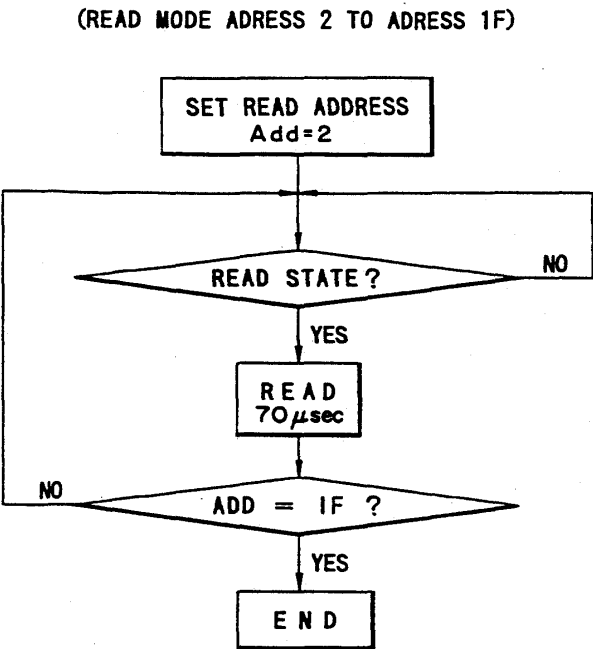 (READ MODE ADRESS 2 TO ADRESS 1F)
SET READ ADDRESS
Add=2
READ STATE?
NO
YES
READ
70μsec
NO
ADD = IF ?
YES
END